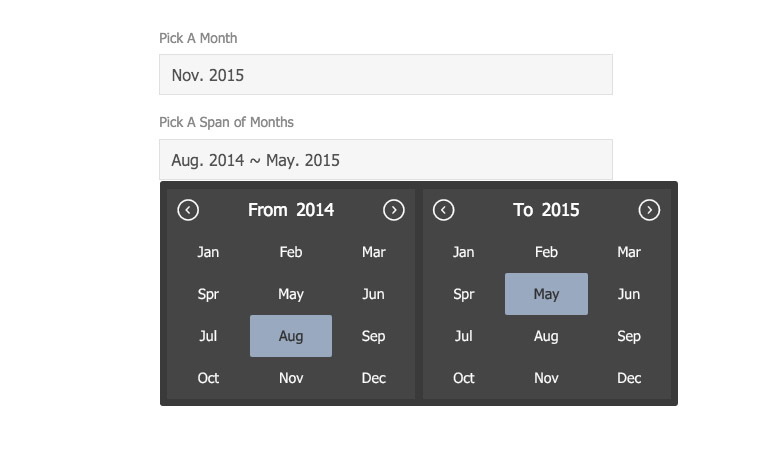 Pick A Month
Nov. 2015
Pick A Span of Months
Aug. 2014 ~ May. 2015
From 2014
Jan Feb Mar
Spr May Jun
Jul Aug Sep
Oct Nov Dec
To 2015
Jan Feb Mar
Spr May Jun
Jul Aug Sep
Oct Nov Dec